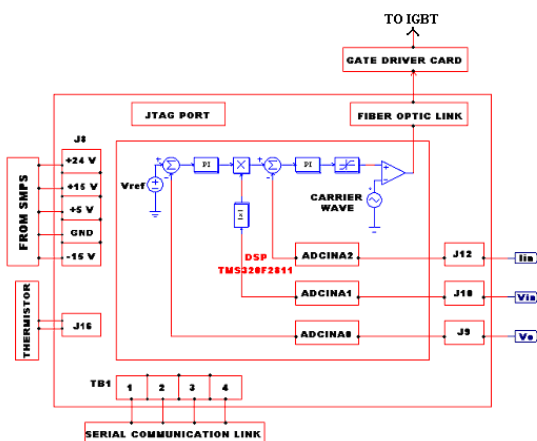 TO IGBT
GATE DRIVER CARD
JTAG PORT
FIBER OPTIC LINK
J8
+24 V
+15 V
+5 V
GND
-15 V
FROM SMPS
Vref
PI
X
PI
|x|
CARRIER
WAVE
DSP
TMS320F2811
ADCINA2
J12
Iin
ADCINA1
J10
Vin
ADCINA0
J9
Vo
THERMISTOR
J16
TB1
1
2
3
4
SERIAL COMMUNICATION LINK